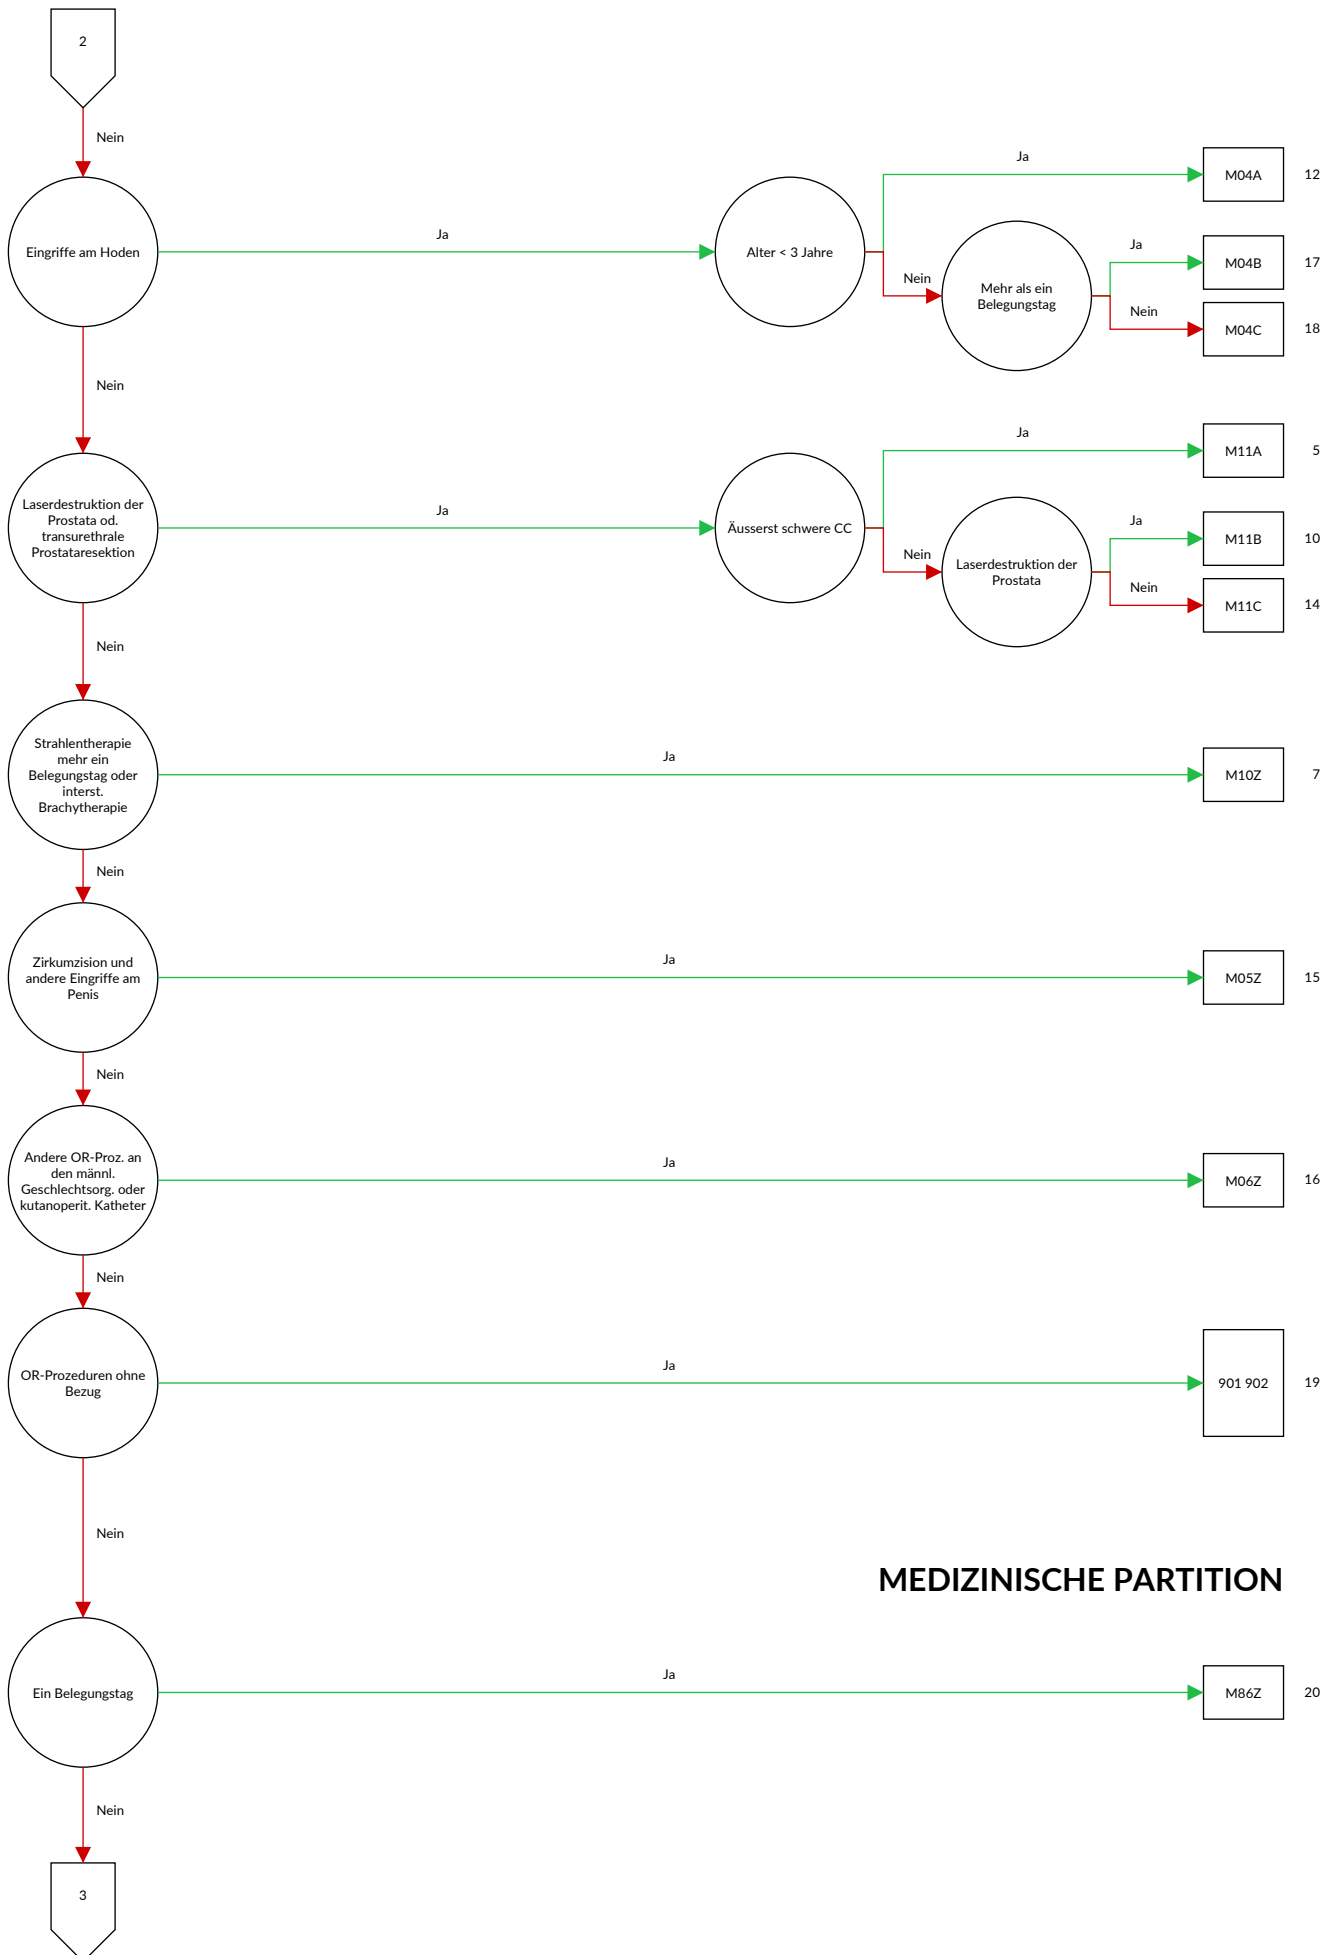 2
Nein
Eingriffe am Hoden
Ja
Alter < 3 Jahre
Ja
M04A
12
Nein
Mehr als ein
Belegungstag
Ja
M04B
17
Nein
M04C
18
Nein
Laserdestruktion der
Prostata od.
transurethrale
Prostataresektion
Ja
Äusserst schwere CC
Ja
M11A
5
Nein
Laserdestruktion der
Prostata
Ja
M11B
10
Nein
M11C
14
Nein
Strahlentherapie
mehr ein
Belegungstag oder
interst.
Brachytherapie
Ja
M10Z
7
Nein
Zirkumzision und
andere Eingriffe am
Penis
Ja
M05Z
15
Nein
Andere OR-Proz. an
den männl.
Geschlechtsorg. oder
kutanoperit. Katheter
Ja
M06Z
16
Nein
OR-Prozeduren ohne
Bezug
Ja
901 902
19
Nein
MEDIZINISCHE PARTITION
Ein Belegungstag
Ja
M86Z
20
Nein
3